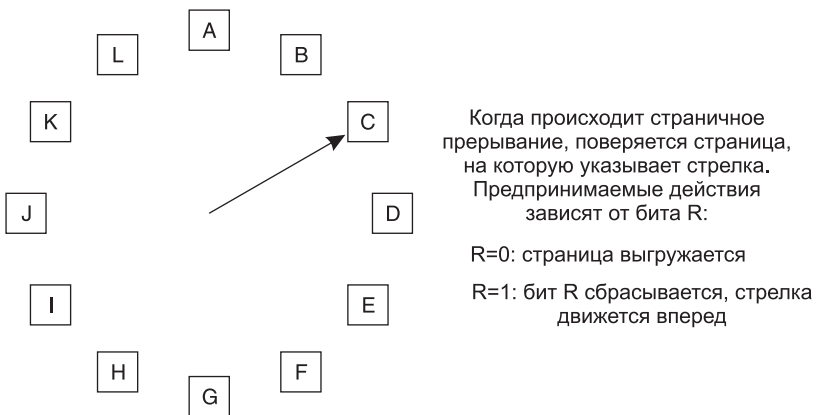 A
L
B
K
C
J
D
I
E
H
F
G
Когда происходит страничное
прерывание, поверяется страница,
на которую указывает стрелка.
Предпринимаемые действия
зависят от бита R:
R=0: страница выгружается
R=1: бит R сбрасывается, стрелка
движется вперед